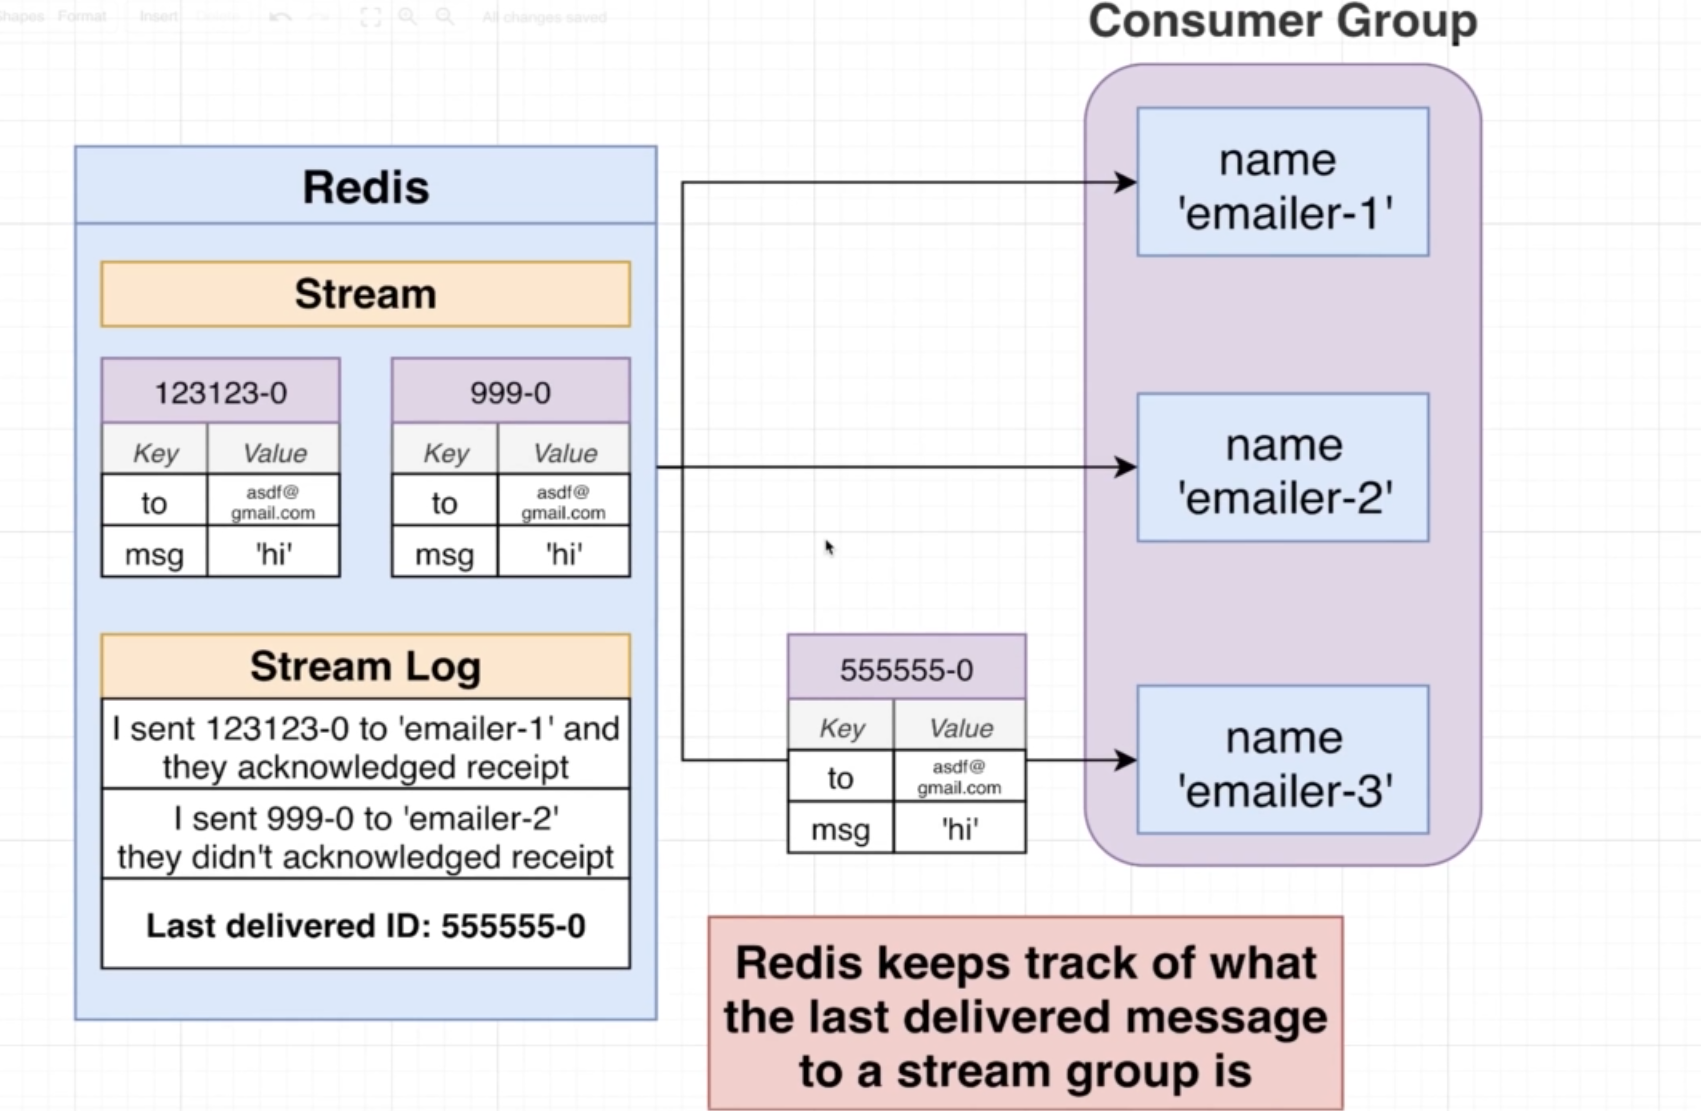 Shapes Format Insert All changes saved
Consumer Group
Redis
Stream
123123-0
Key Value
to asdf@
gmail.com
msg 'hi'
999-0
Key Value
to asdf@
gmail.com
msg 'hi'
Stream Log
I sent 123123-0 to 'emailer-1' and
they acknowledged receipt
I sent 999-0 to 'emailer-2'
they didn't acknowledged receipt
Last delivered ID: 555555-0
555555-0
Key Value
to asdf@
gmail.com
msg 'hi'
name
'emailer-1'
name
'emailer-2'
name
'emailer-3'
Redis keeps track of what
the last delivered message
to a stream group is